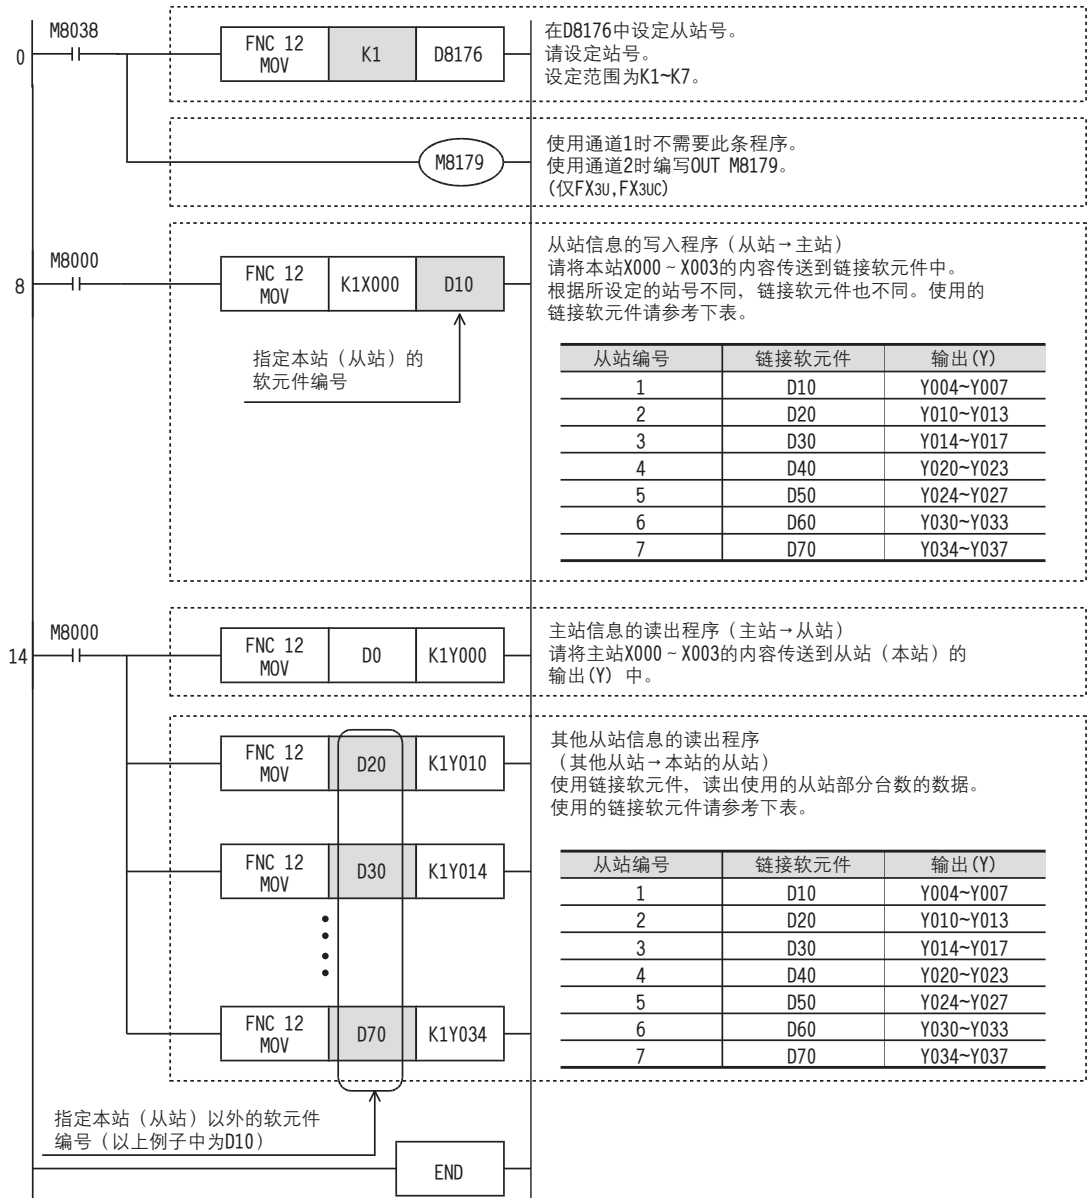 M8038
0
FNC 12
MOV
K1
D8176
在D8176中设定从站号。
请设定站号。
设定范围为K1~K7。
M8179
使用通道1时不需要此条程序。
使用通道2时编写OUT M8179。
(仅FX3U,FX3UC)
M8000
8
FNC 12
MOV
K1X000
D10
从站信息的写入程序（从站→主站）
请将本站X000～X003的内容传送到链接软元件中。
根据所设定的站号不同，链接软元件也不同。使用的
链接软元件请参考下表。
指定本站（从站）的
软元件编号
从站编号 链接软元件 输出(Y)
1 D10 Y004~Y007
2 D20 Y010~Y013
3 D30 Y014~Y017
4 D40 Y020~Y023
5 D50 Y024~Y027
6 D60 Y030~Y033
7 D70 Y034~Y037
M8000
14
FNC 12
MOV
D0
K1Y000
主站信息的读出程序（主站→从站）
请将主站X000～X003的内容传送到从站（本站）的
输出(Y) 中。
FNC 12
MOV
D20
K1Y010
其他从站信息的读出程序
（其他从站→本站的从站）
使用链接软元件，读出使用的从站部分台数的数据。
使用的链接软元件请参考下表。
FNC 12
MOV
D30
K1Y014
FNC 12
MOV
D70
K1Y034
从站编号 链接软元件 输出(Y)
1 D10 Y004~Y007
2 D20 Y010~Y013
3 D30 Y014~Y017
4 D40 Y020~Y023
5 D50 Y024~Y027
6 D60 Y030~Y033
7 D70 Y034~Y037
指定本站（从站）以外的软元件
编号（以上例子中为D10）
END